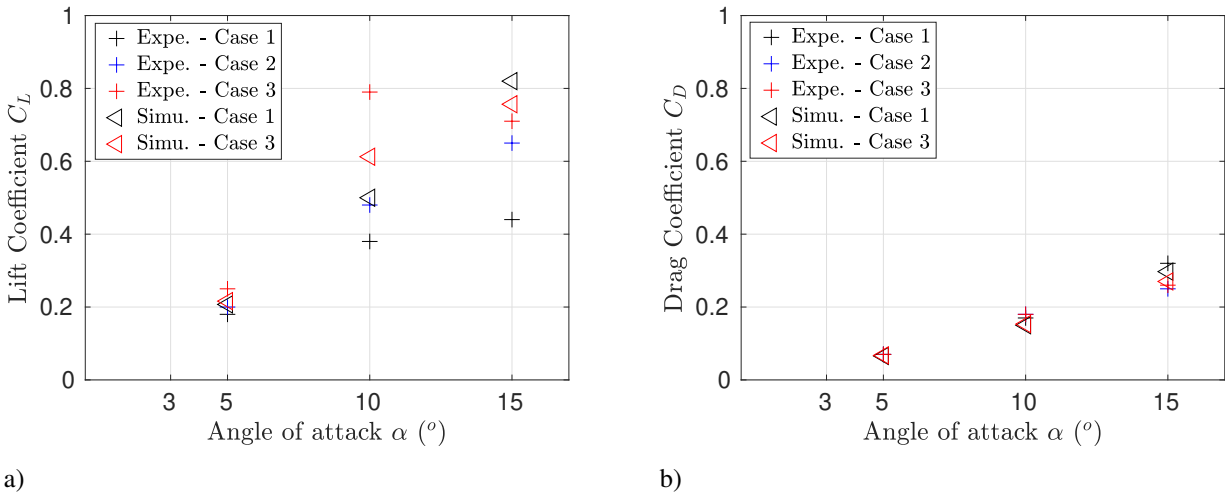 1
0.8
0.6
0.4
0.2
0
Lift Coefficient C_L
Expe. - Case 1
Expe. - Case 2
Expe. - Case 3
Simu. - Case 1
Simu. - Case 3
3 5 10 15
Angle of attack α (°)
a)
1
0.8
0.6
0.4
0.2
0
Drag Coefficient C_D
Expe. - Case 1
Expe. - Case 2
Expe. - Case 3
Simu. - Case 1
Simu. - Case 3
3 5 10 15
Angle of attack α (°)
b)